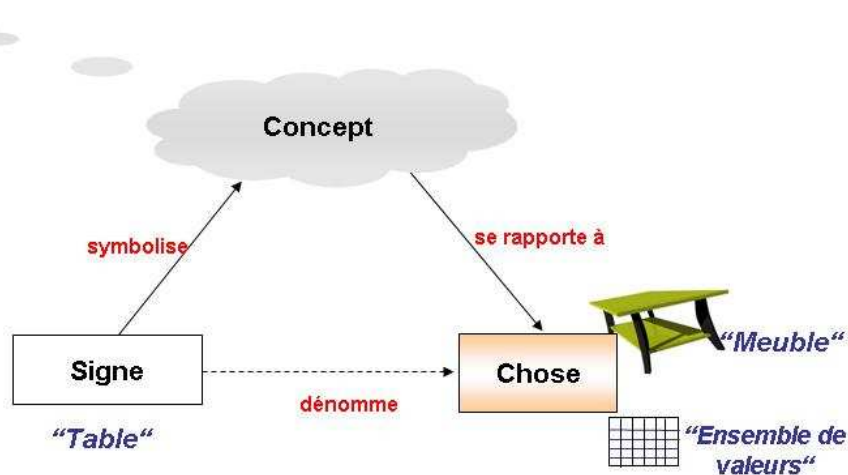 Concept
symbolise
se rapporte à
Signe
Chose
“Meuble“
dénomme
“Table“
“Ensemble de
valeurs“